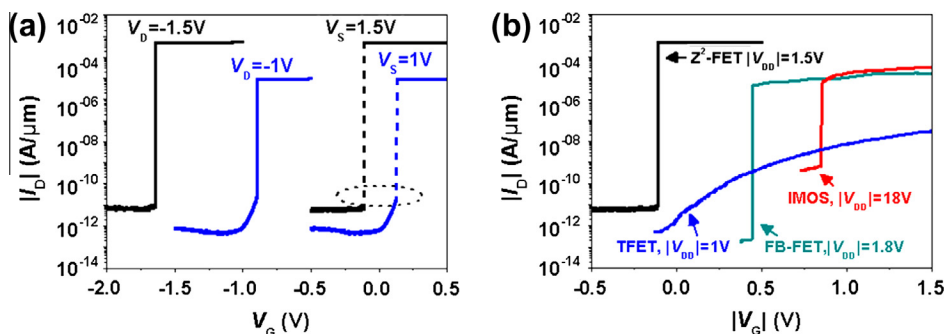 (a)
10⁻⁰²
10⁻⁰⁴
10⁻⁰⁶
10⁻⁰⁸
10⁻¹⁰
10⁻¹²
10⁻¹⁴
|I_D| (A/μm)
V_D=-1.5V
V_D=-1V
V_S=1.5V
V_S=1V
-2.0 -1.5 -1.0 -0.5 0.0 0.5
V_G (V)
(b)
10⁻⁰²
10⁻⁰⁴
10⁻⁰⁶
10⁻⁰⁸
10⁻¹⁰
10⁻¹²
10⁻¹⁴
|I_D| (A/μm)
Z²-FET |V_DD|=1.5V
IMOS, |V_DD|=18V
TFET, |V_DD|=1V
FB-FET,|V_DD|=1.8V
-0.5 0.0 0.5 1.0 1.5
|V_G| (V)